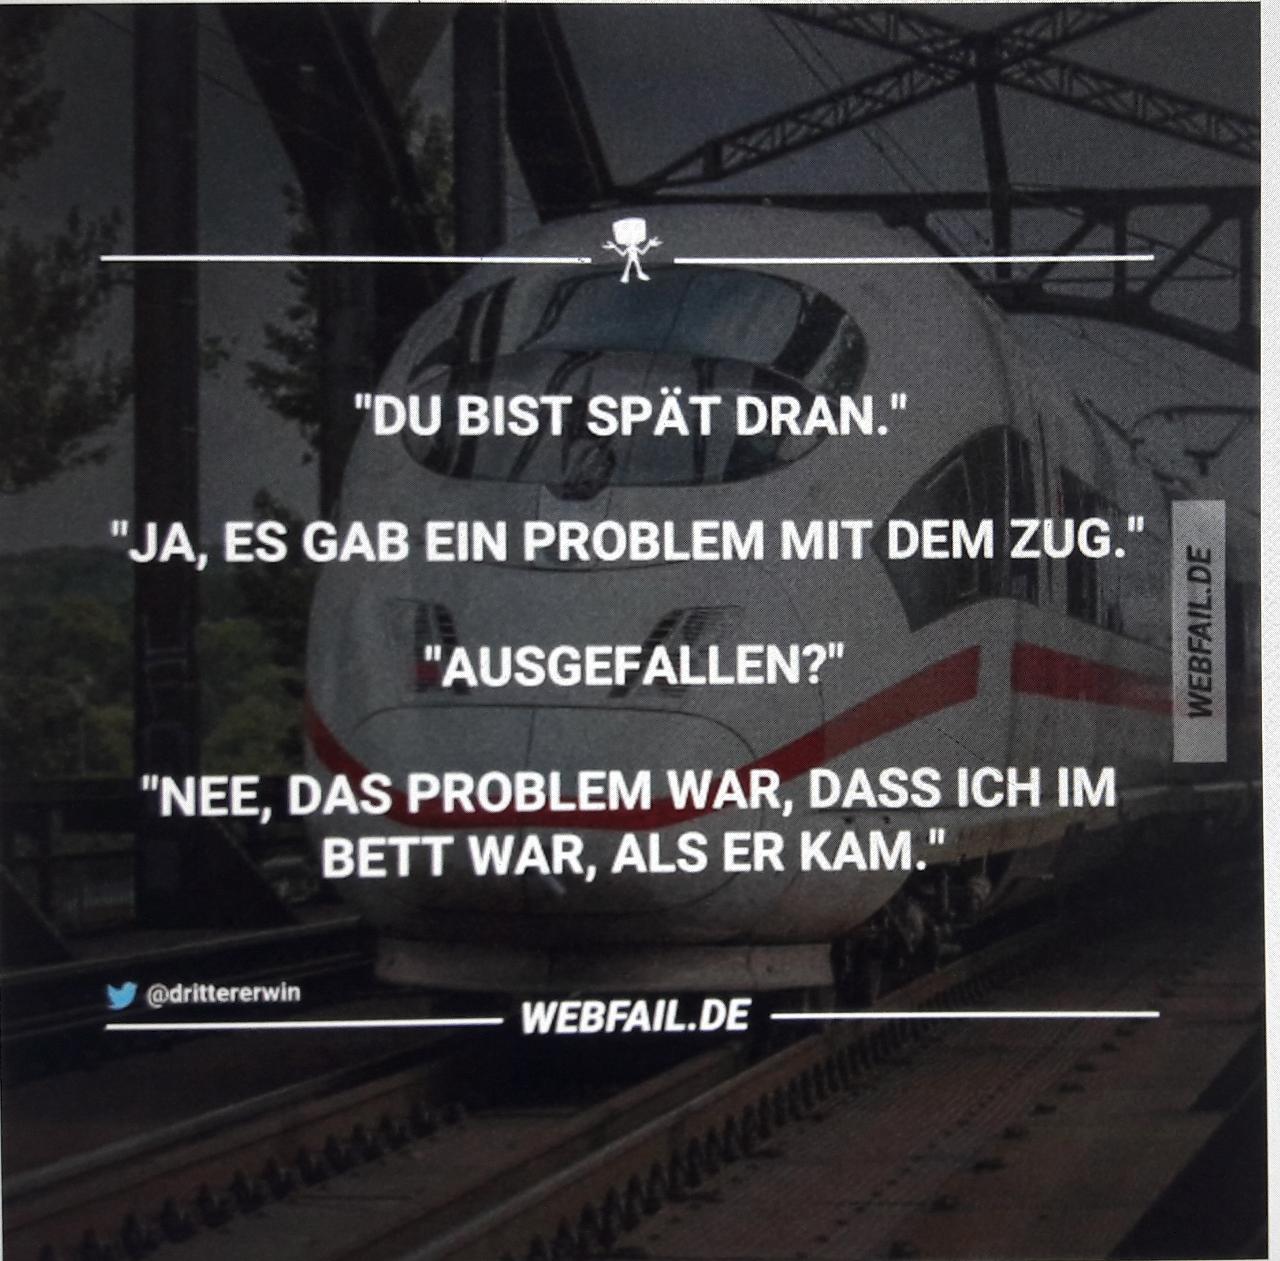 "DU BIST SPÄT DRAN."
"JA, ES GAB EIN PROBLEM MIT DEM ZUG."
"AUSGEFALLEN?"
"NEE, DAS PROBLEM WAR, DASS ICH IM
BETT WAR, ALS ER KAM."
WEBFAIL.DE
@drittererwin
WEBFAIL.DE